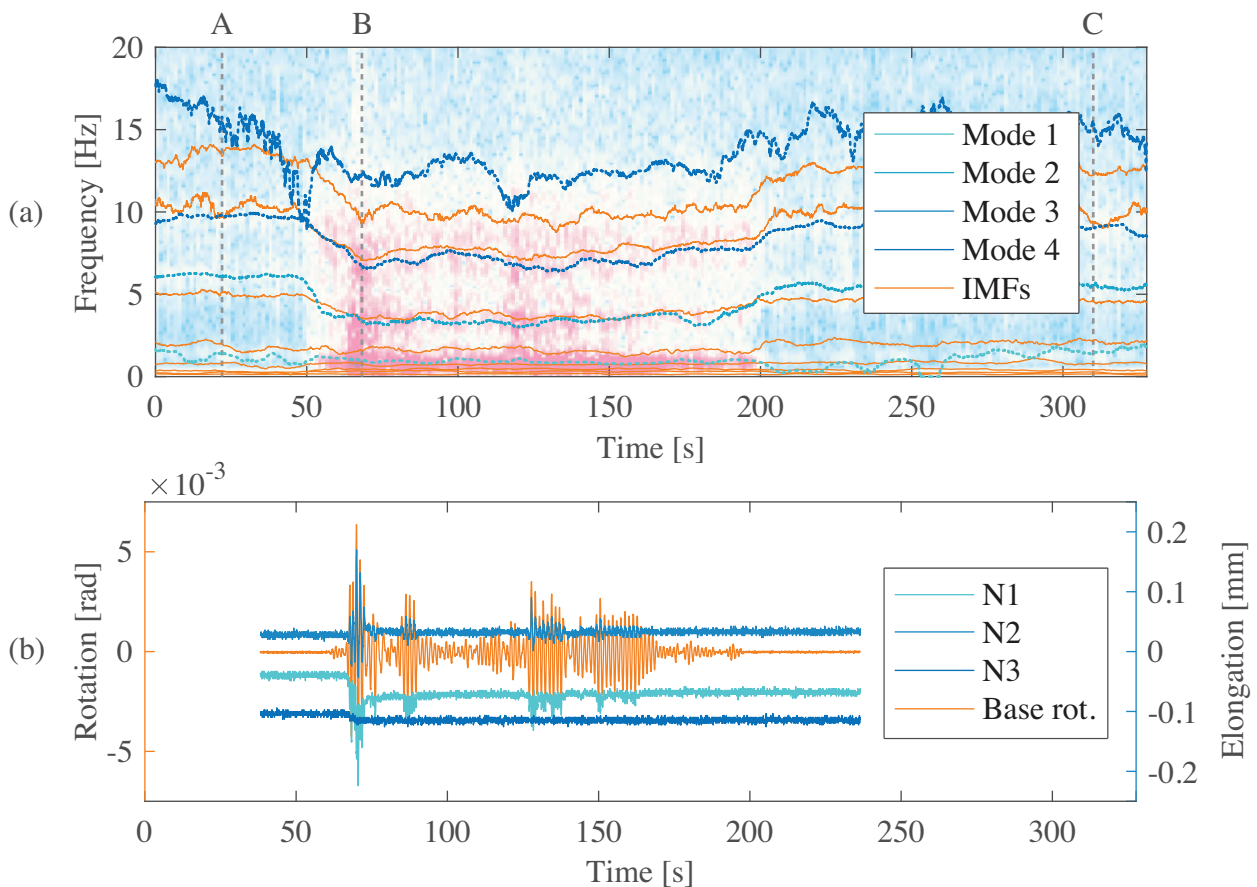 A B C
(a)
Frequency [Hz]
20
15
10
5
0
Mode 1
Mode 2
Mode 3
Mode 4
IMFs
0 50 100 150 200 250 300
Time [s]
×10⁻³
(b)
Rotation [rad]
5
0
-5
N1
N2
N3
Base rot.
0.2
0.1
0
-0.1
-0.2
Elongation [mm]
0 50 100 150 200 250 300
Time [s]